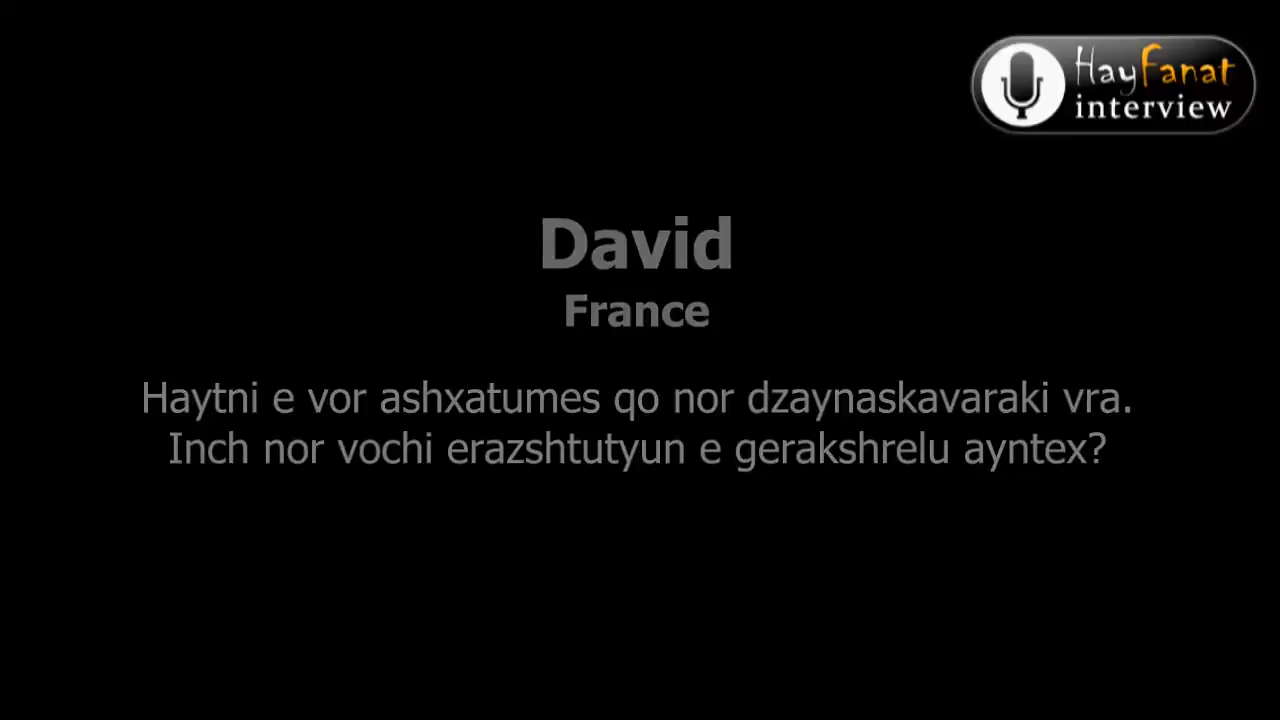 HayFanat
interview
David
France
Haytni e vor ashxatumes qo nor dzaynaskavaraki vra.
Inch nor vochi erazshtutyun e gerakshrelu ayntex?